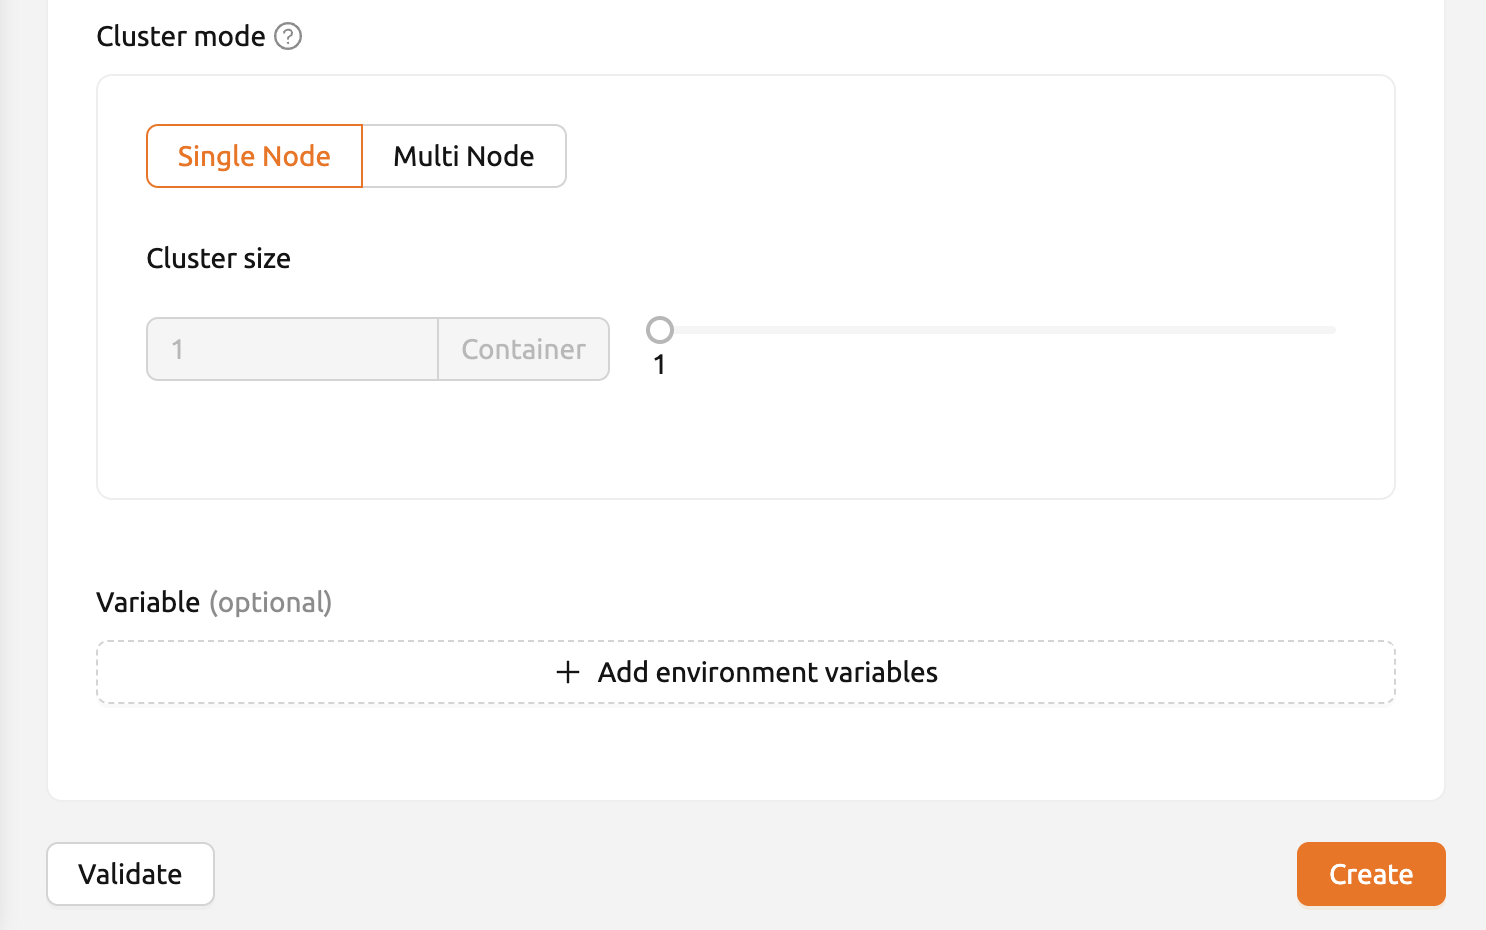 Cluster mode ?
Single Node Multi Node
Cluster size
1 Container
1
Variable (optional)
+ Add environment variables
Validate Create